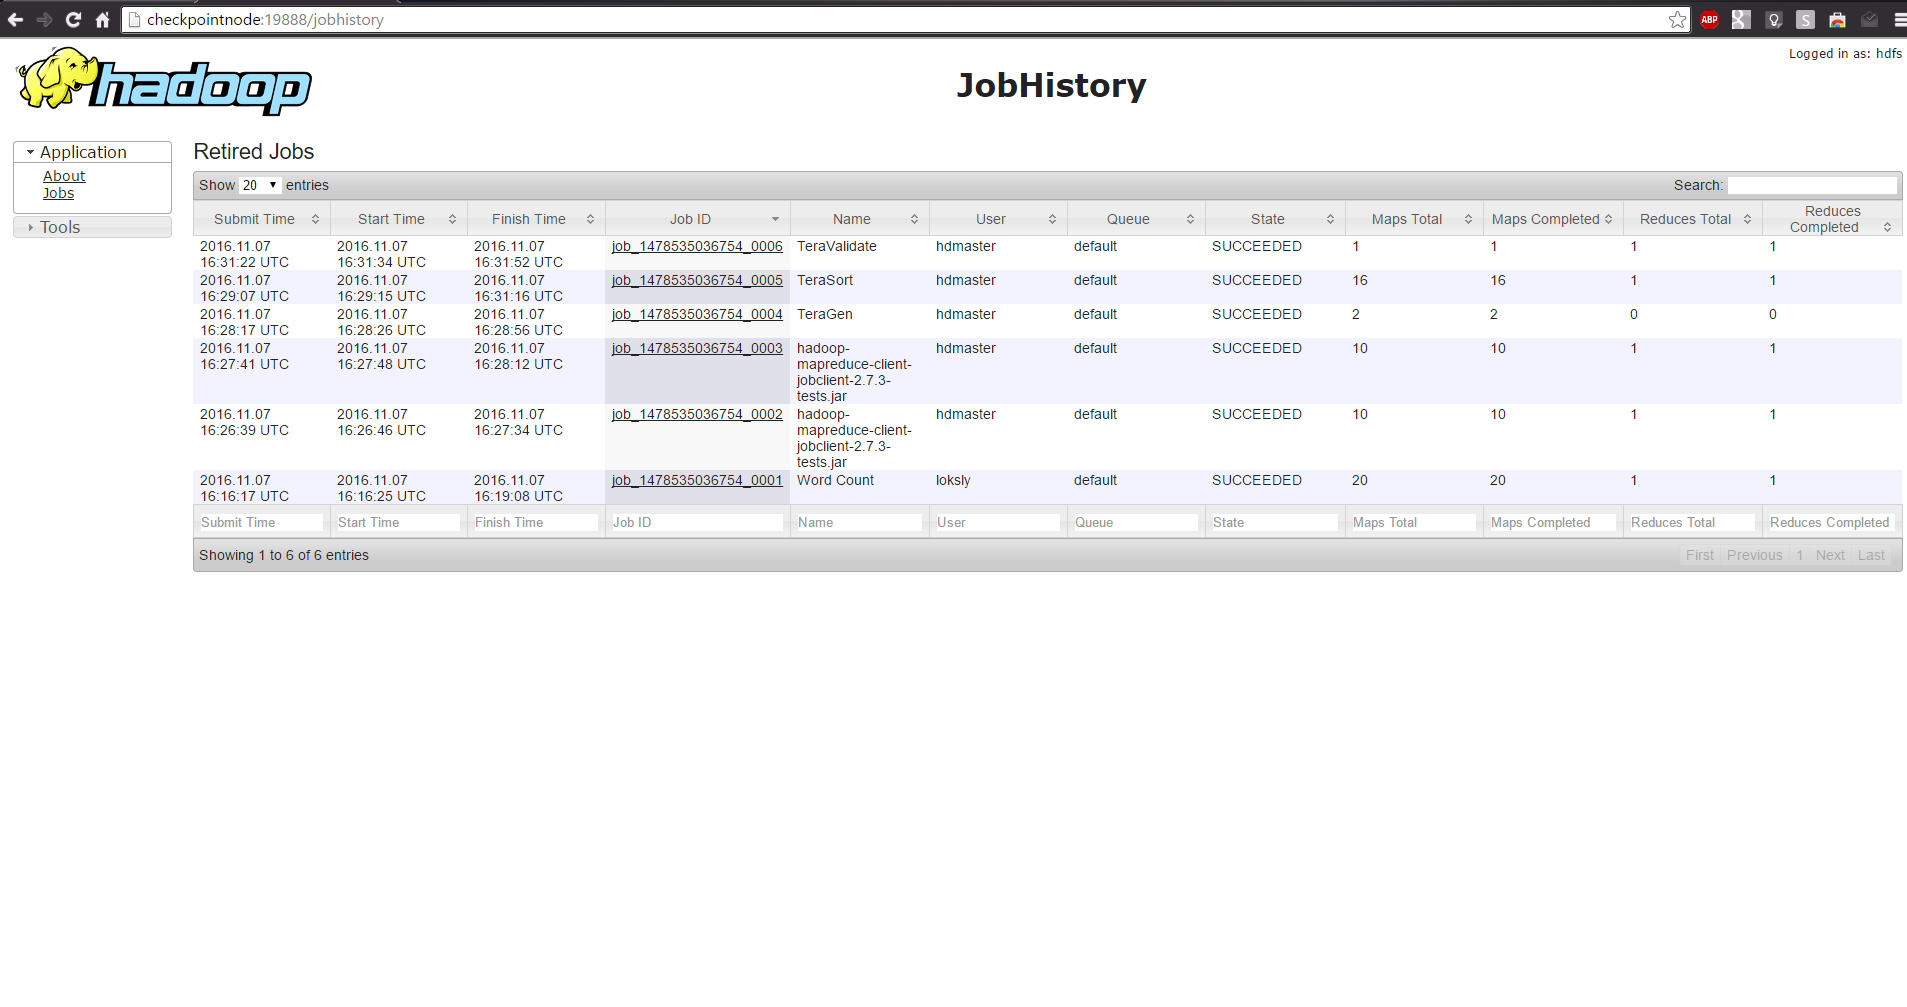 checkpointnode:19888/jobhistory
ABP
S
Logged in as: hdfs
hadoop
JobHistory
Application
About
Jobs
Tools
Retired Jobs
Show 20 entries
Search:
Submit Time Start Time Finish Time Job ID Name User Queue State Maps Total Maps Completed Reduces Total Reduces Completed
2016.11.07 2016.11.07 2016.11.07 job_1478535036754_0006 TeraValidate hdmaster default SUCCEEDED 1 1 1 1
16:31:22 UTC 16:31:34 UTC 16:31:52 UTC
2016.11.07 2016.11.07 2016.11.07 job_1478535036754_0005 TeraSort hdmaster default SUCCEEDED 16 16 1 1
16:29:07 UTC 16:29:15 UTC 16:31:16 UTC
2016.11.07 2016.11.07 2016.11.07 job_1478535036754_0004 TeraGen hdmaster default SUCCEEDED 2 2 0 0
16:28:17 UTC 16:28:26 UTC 16:28:56 UTC
2016.11.07 2016.11.07 2016.11.07 job_1478535036754_0003 hadoop- hdmaster default SUCCEEDED 10 10 1 1
16:27:41 UTC 16:27:48 UTC 16:28:12 UTC mapreduce-client-
jobclient-2.7.3-
tests.jar
2016.11.07 2016.11.07 2016.11.07 job_1478535036754_0002 hadoop- hdmaster default SUCCEEDED 10 10 1 1
16:26:39 UTC 16:26:46 UTC 16:27:34 UTC mapreduce-client-
jobclient-2.7.3-
tests.jar
2016.11.07 2016.11.07 2016.11.07 job_1478535036754_0001 Word Count loksly default SUCCEEDED 20 20 1 1
16:16:17 UTC 16:16:25 UTC 16:19:08 UTC
Submit Time Start Time Finish Time Job ID Name User Queue State Maps Total Maps Completed Reduces Total Reduces Completed
Showing 1 to 6 of 6 entries
First Previous 1 Next Last